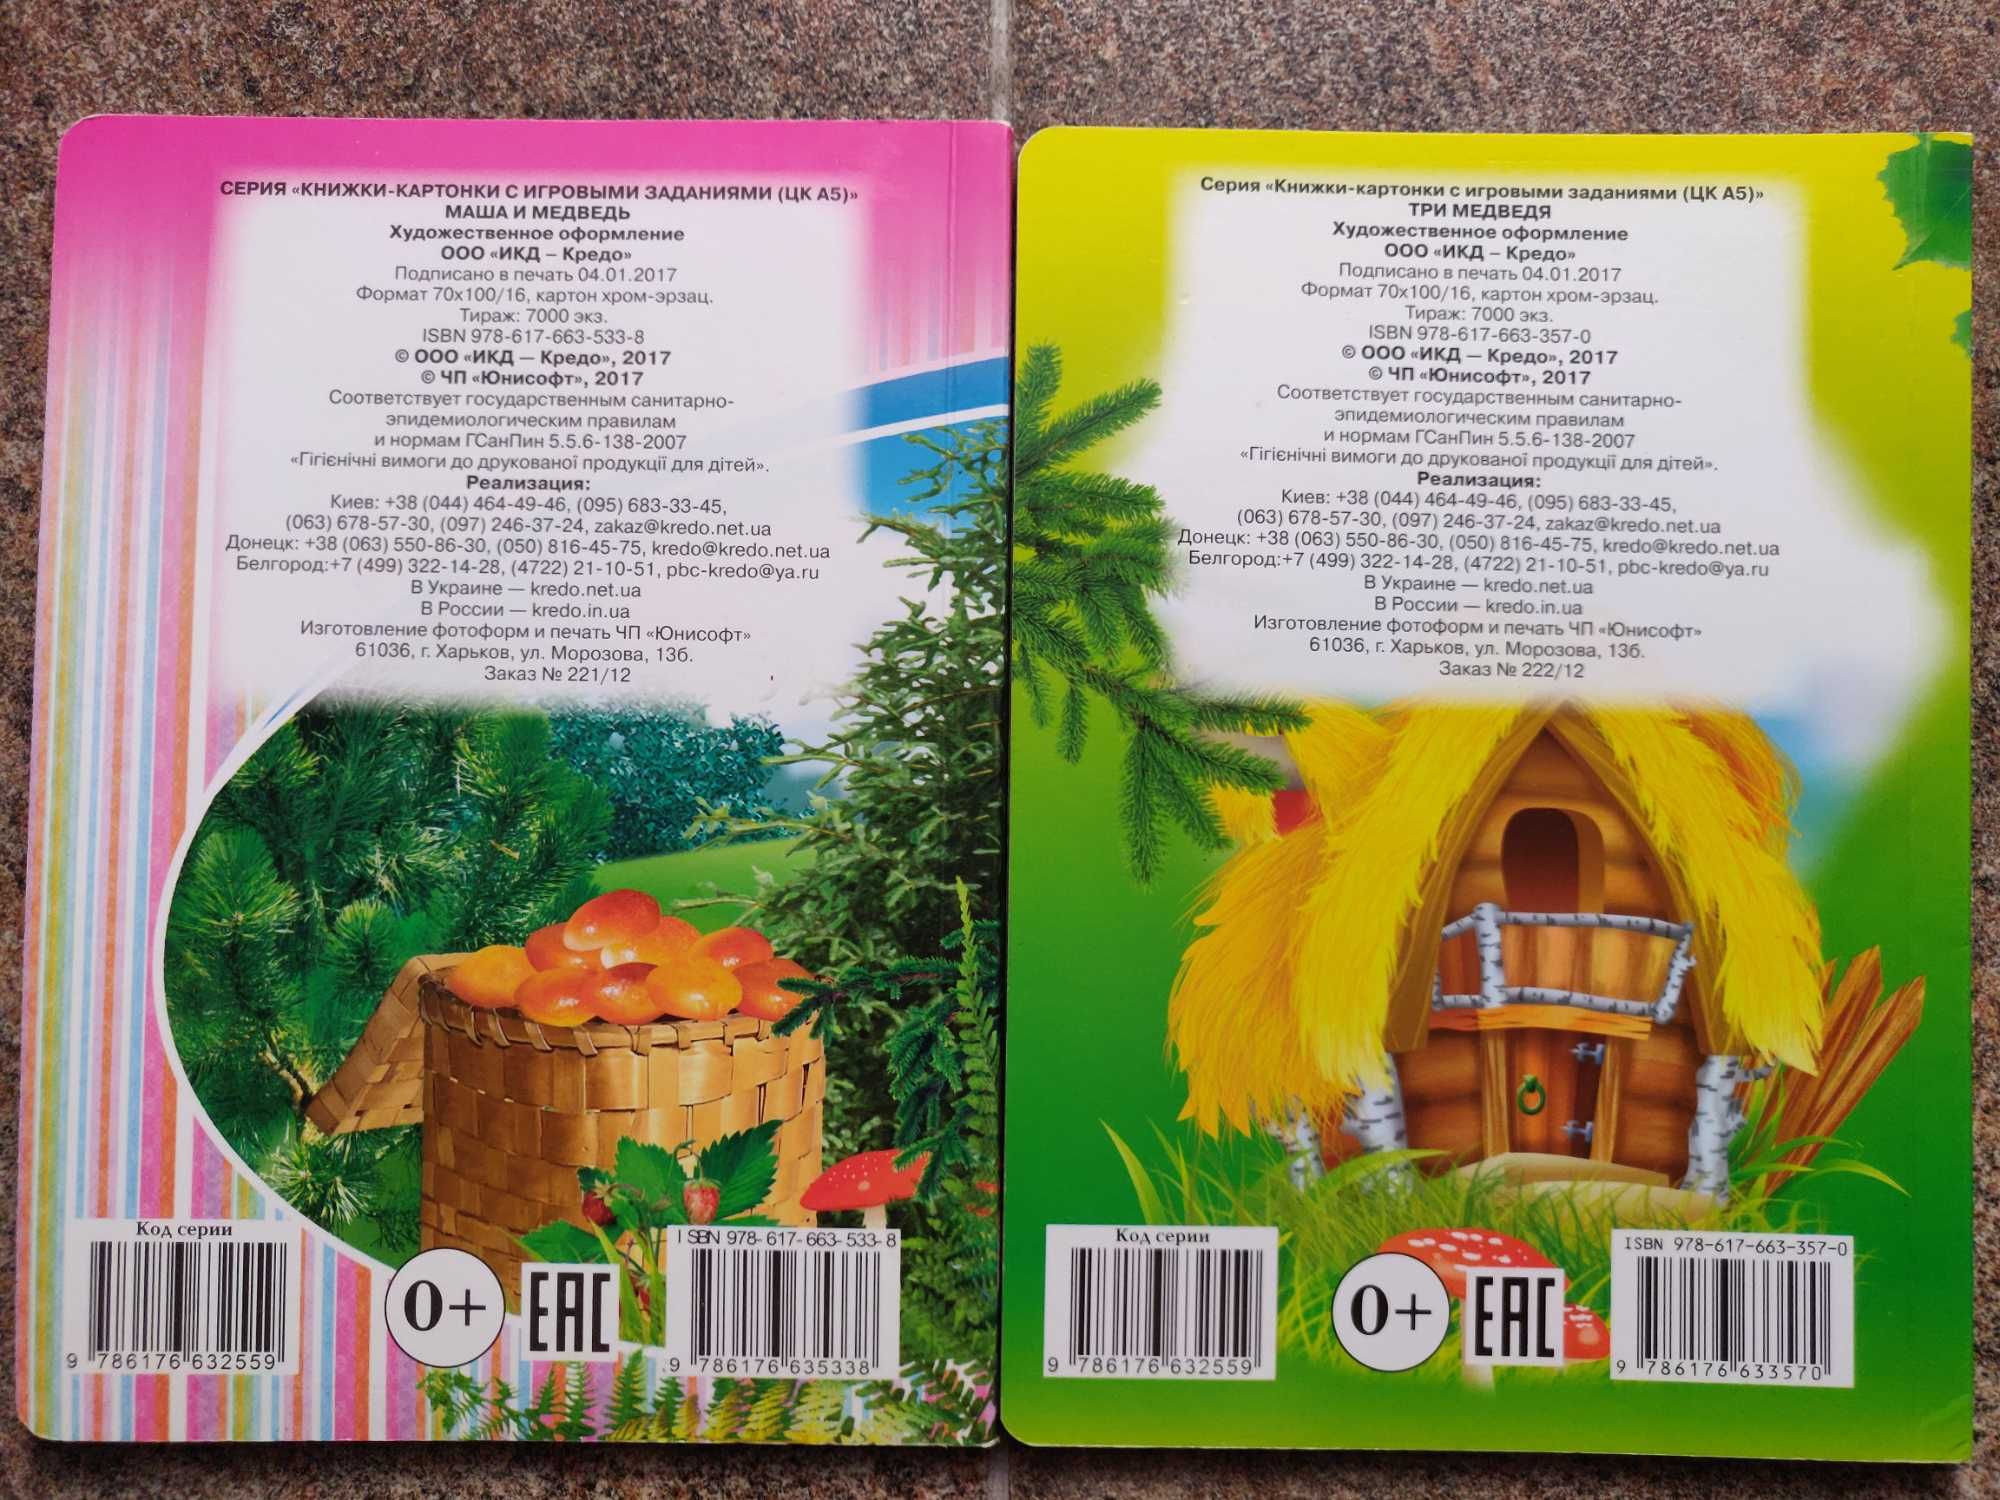 СЕРИЯ «КНИЖКИ-КАРТОНКИ С ИГРОВЫМИ ЗАДАНИЯМИ (ЦК А5)»
МАША И МЕДВЕДЬ
Художественное оформление
ООО «ИКД – Кредо»
Подписано в печать 04.01.2017
Формат 70х100/16, картон хром-эрзац.
Тираж: 7000 экз.
ISBN 978-617-663-533-8
© ООО «ИКД — Кредо», 2017
© ЧП «Юнисофт», 2017
Соответствует государственным санитарно-
эпидемиологическим правилам
и нормам ГСанПин 5.5.6-138-2007
«Гігієнічні вимоги до друкованої продукції для дітей».
Реализация:
Киев: +38 (044) 464-49-46, (095) 683-33-45,
(063) 678-57-30, (097) 246-37-24, zakaz@kredo.net.ua
Донецк: +38 (063) 550-86-30, (050) 816-45-75, kredo@kredo.net.ua
Белгород:+7 (499) 322-14-28, (4722) 21-10-51, pbc-kredo@ya.ru
В Украине — kredo.net.ua
В России — kredo.in.ua
Изготовление фотоформ и печать ЧП «Юнисофт»
61036, г. Харьков, ул. Морозова, 13б.
Заказ № 221/12
Код серии
9 786176 632559
0+
EAC
ISBN 978-617-663-533-8
9 786176 635338
Серия «Книжки-картонки с игровыми заданиями (ЦК А5)»
ТРИ МЕДВЕДЯ
Художественное оформление
ООО «ИКД – Кредо»
Подписано в печать 04.01.2017
Формат 70х100/16, картон хром-эрзац.
Тираж: 7000 экз.
ISBN 978-617-663-357-0
© ООО «ИКД — Кредо», 2017
© ЧП «Юнисофт», 2017
Соответствует государственным санитарно-
эпидемиологическим правилам
и нормам ГСанПин 5.5.6-138-2007
«Гігієнічні вимоги до друкованої продукції для дітей».
Реализация:
Киев: +38 (044) 464-49-46, (095) 683-33-45,
(063) 678-57-30, (097) 246-37-24, zakaz@kredo.net.ua
Донецк: +38 (063) 550-86-30, (050) 816-45-75, kredo@kredo.net.ua
Белгород:+7 (499) 322-14-28, (4722) 21-10-51, pbc-kredo@ya.ru
В Украине — kredo.net.ua
В России — kredo.in.ua
Изготовление фотоформ и печать ЧП «Юнисофт»
61036, г. Харьков, ул. Морозова, 13б.
Заказ № 222/12
Код серии
9 786176 632559
0+
EAC
ISBN 978-617-663-357-0
9 786176 633570